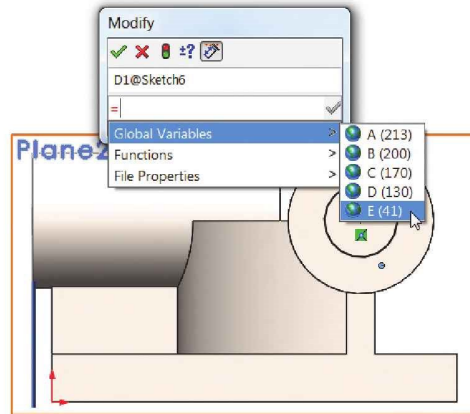 Modify
±?
D1@Sketch6
=
Global Variables >
Functions >
File Properties >
A (213)
B (200)
C (170)
D (130)
E (41)
Plane2